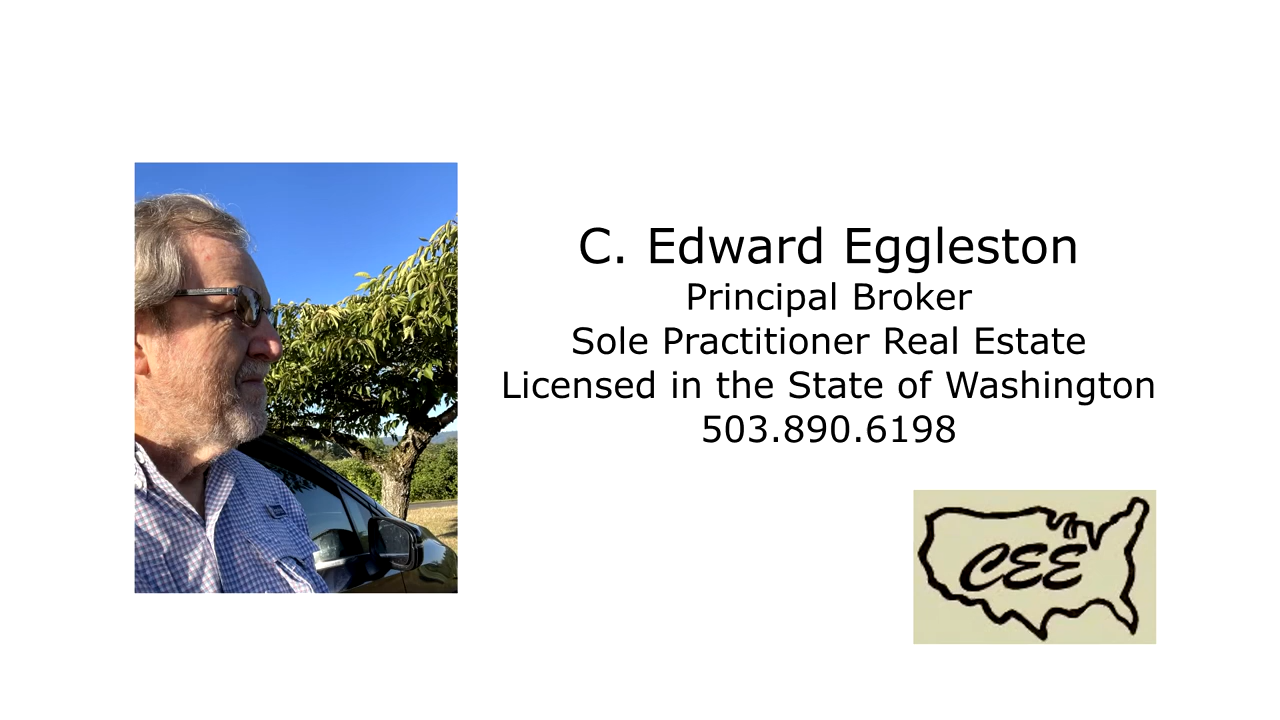 C. Edward Eggleston
Principal Broker
Sole Practitioner Real Estate
Licensed in the State of Washington
503.890.6198
CEE